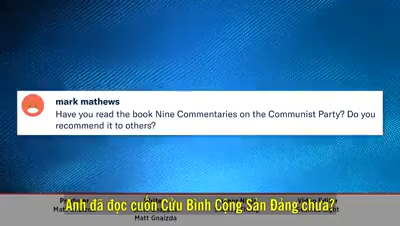 mark mathews
Have you read the book Nine Commentaries on the Communist Party? Do you
recommend it to others?
Anh đã đọc cuốn Cửu Bình Cộng Sản Đảng chưa?
Matt Gnaizda